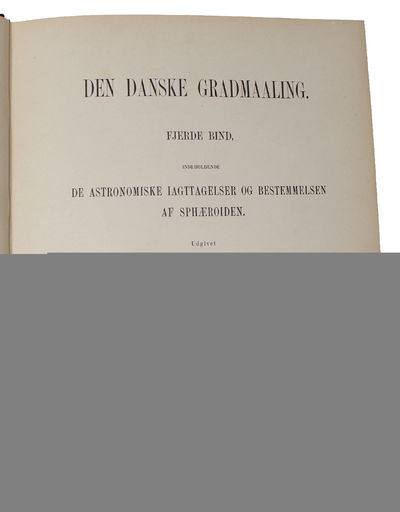 DEN DANSKE GRADMAALING.
FJERDE BIND,
INDEHOLDENDE
DE ASTRONOMISKE IAGTTAGELSER OG BESTEMMELSEN
AF SPHÆROIDEN.
Udgivet